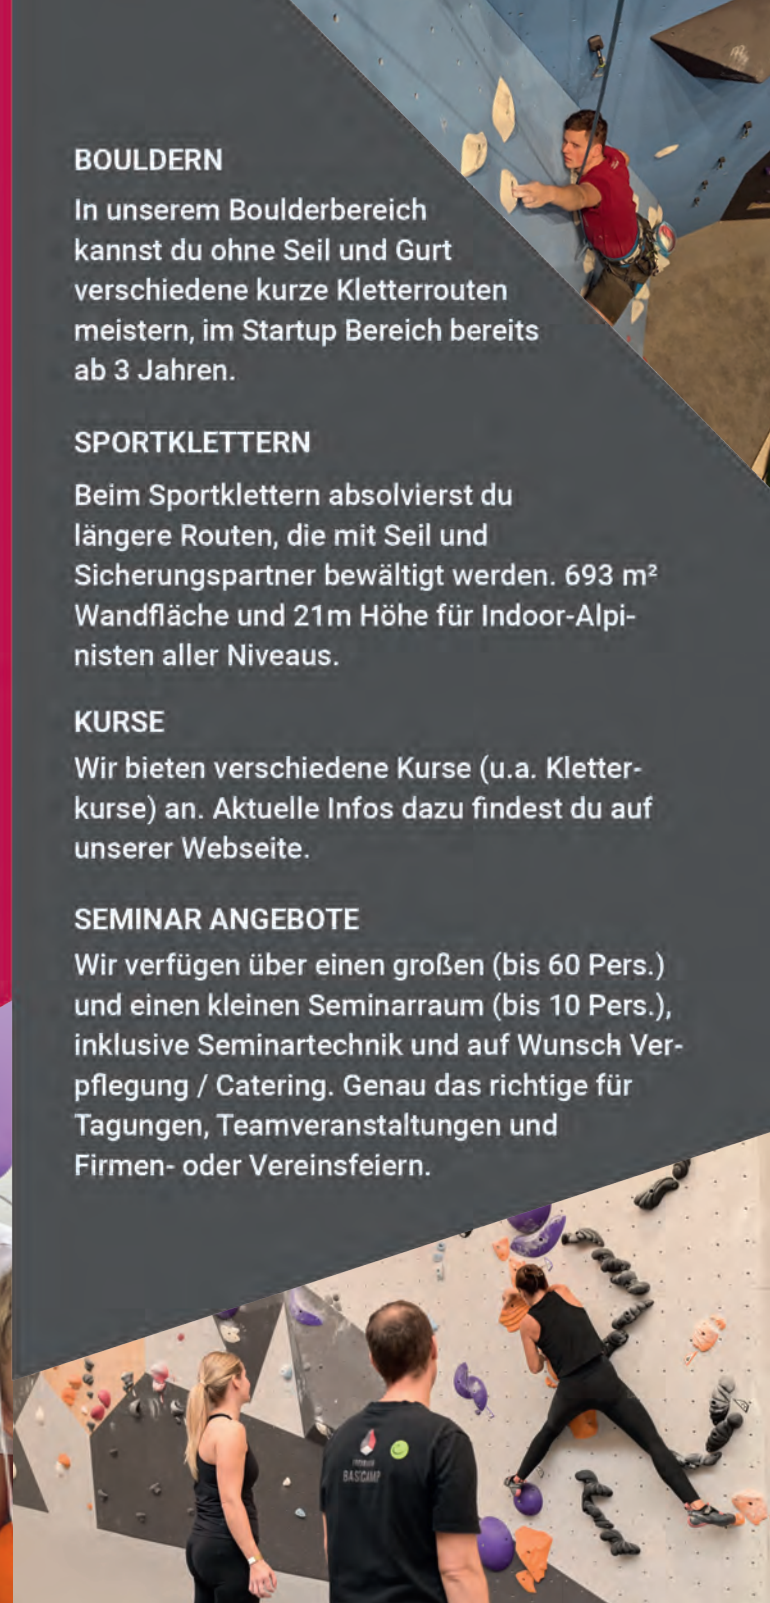 BOULDERN
In unserem Boulderbereich
kannst du ohne Seil und Gurt
verschiedene kurze Kletterrouten
meistern, im Startup Bereich bereits
ab 3 Jahren.
SPORTKLETTERN
Beim Sportklettern absolvierst du
längere Routen, die mit Seil und
Sicherungspartner bewältigt werden. 693 m²
Wandfläche und 21m Höhe für Indoor-Alpi-
nisten aller Niveaus.
KURSE
Wir bieten verschiedene Kurse (u.a. Kletter-
kurse) an. Aktuelle Infos dazu findest du auf
unserer Webseite.
SEMINAR ANGEBOTE
Wir verfügen über einen großen (bis 60 Pers.)
und einen kleinen Seminarraum (bis 10 Pers.),
inklusive Seminartechnik und auf Wunsch Ver-
pflegung / Catering. Genau das richtige für
Tagungen, Teamveranstaltungen und
Firmen- oder Vereinsfeiern.
BASECAMP